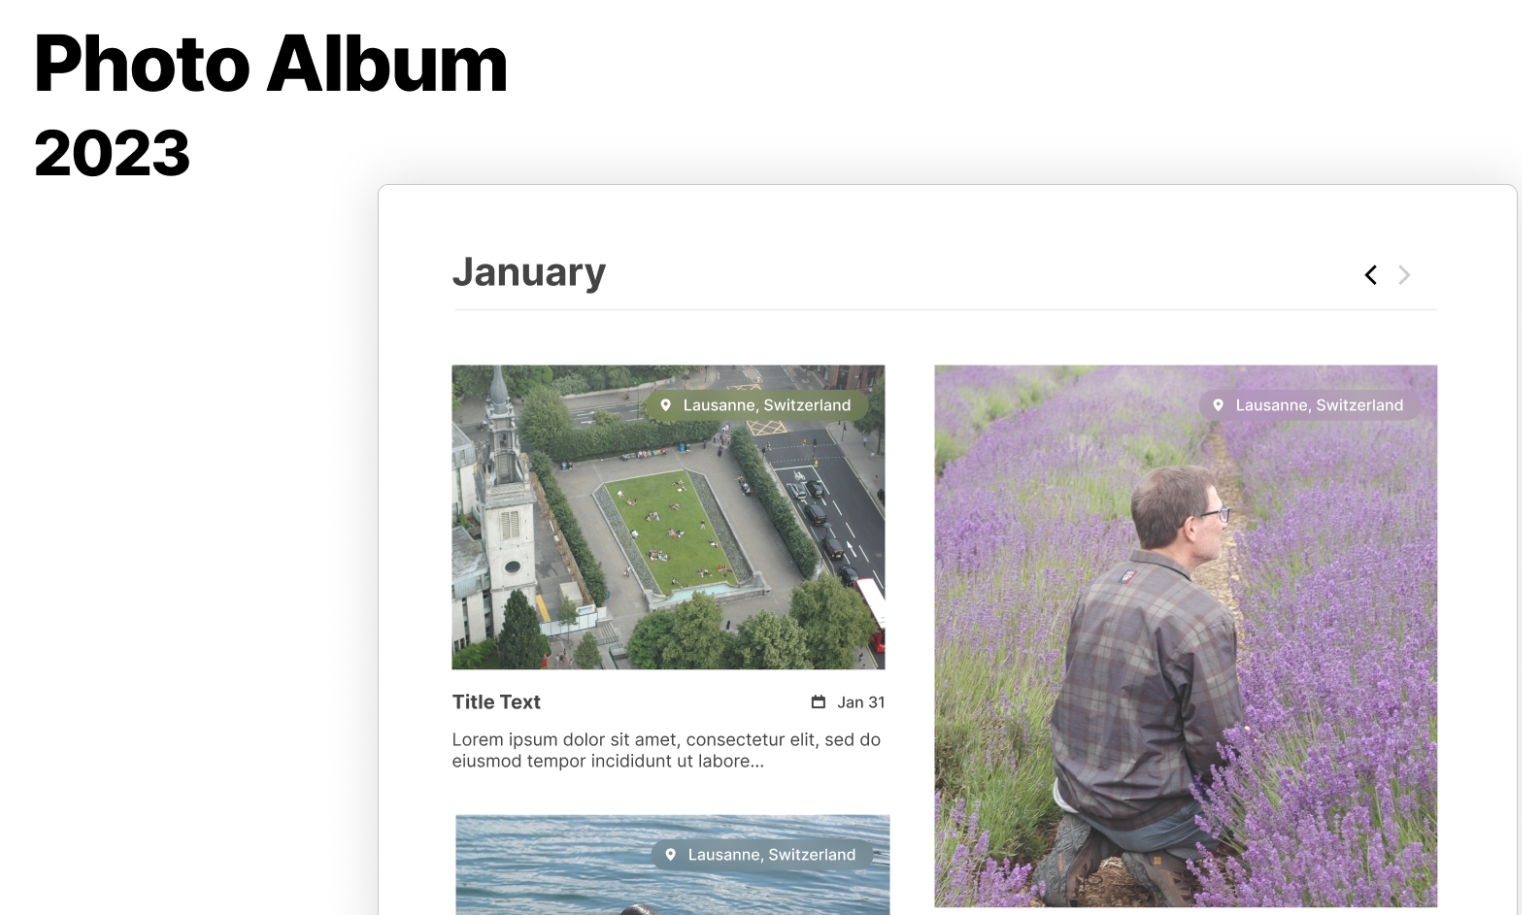 Photo Album
2023
January
Lausanne, Switzerland
Title Text
Jan 31
Lorem ipsum dolor sit amet, consectetur elit, sed do
eiusmod tempor incididunt ut labore...
Lausanne, Switzerland
Lausanne, Switzerland